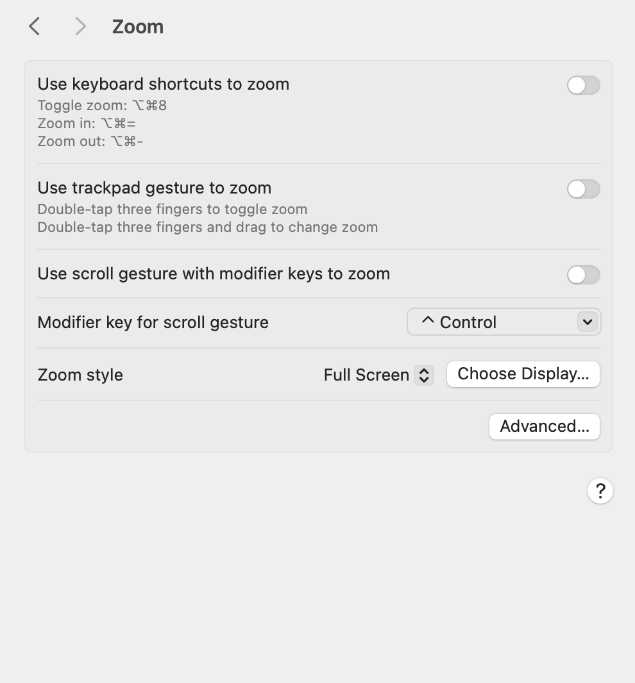 Zoom
Use keyboard shortcuts to zoom
Toggle zoom: ⌥⌘8
Zoom in: ⌥⌘=
Zoom out: ⌥⌘-
Use trackpad gesture to zoom
Double-tap three fingers to toggle zoom
Double-tap three fingers and drag to change zoom
Use scroll gesture with modifier keys to zoom
Modifier key for scroll gesture ⌃ Control
Zoom style Full Screen Choose Display...
Advanced...
?